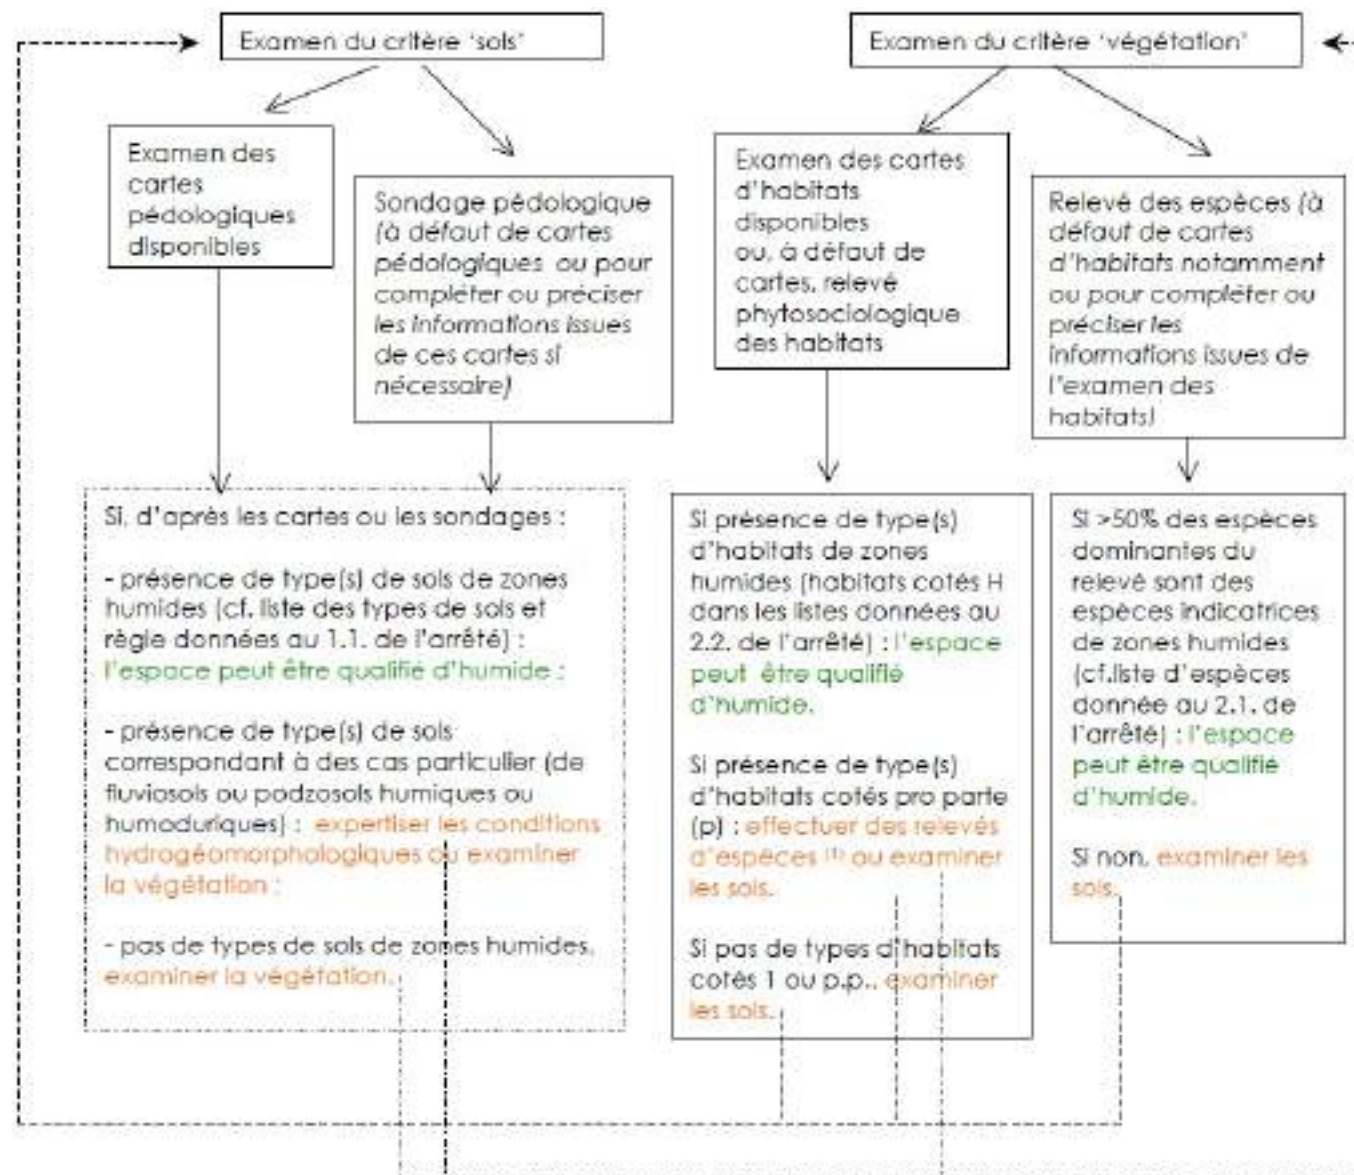 Examen du critère 'sols'
Examen du critère 'végétation'
Examen des
cartes
pédologiques
disponibles
Sondage pédologique
(à défaut de cartes
pédologiques ou pour
compléter ou préciser
les informations issues
de ces cartes si
nécessaire)
Examen des cartes
d'habitats
disponibles
ou, à défaut de
cartes, relevé
phytosociologique
des habitats
Relevé des espèces (à
défaut de cartes
d'habitats notamment
ou pour compléter ou
préciser les
informations issues de
l'examen des
habitats)
Si, d'après les cartes ou les sondages :
- présence de type(s) de sols de zones
humides (cf. liste des types de sols et
règle données au 1.1. de l'arrêté) :
l'espace peut être qualifié d'humide ;
- présence de type(s) de sols
correspondant à des cas particulier (de
fluviosols ou podzosols humiques ou
humoduriques) : expertiser les conditions
hydrogéomorphologiques ou examiner
la végétation ;
- pas de types de sols de zones humides,
examiner la végétation.
Si présence de type(s)
d'habitats de zones
humides (habitats cotés H
dans les listes données au
2.2. de l'arrêté) : l'espace
peut être qualifié
d'humide.
Si présence de type(s)
d'habitats cotés pro parte
(p) : effectuer des relevés
d'espèces (1) ou examiner
les sols.
Si pas de types d'habitats
cotés 1 ou p.p., examiner
les sols.
Si >50% des espèces
dominantes du
relevé sont des
espèces indicatrices
de zones humides
(cf.liste d'espèces
donnée au 2.1. de
l'arrêté) : l'espace
peut être qualifié
d'humide.
Si non, examiner les
sols.